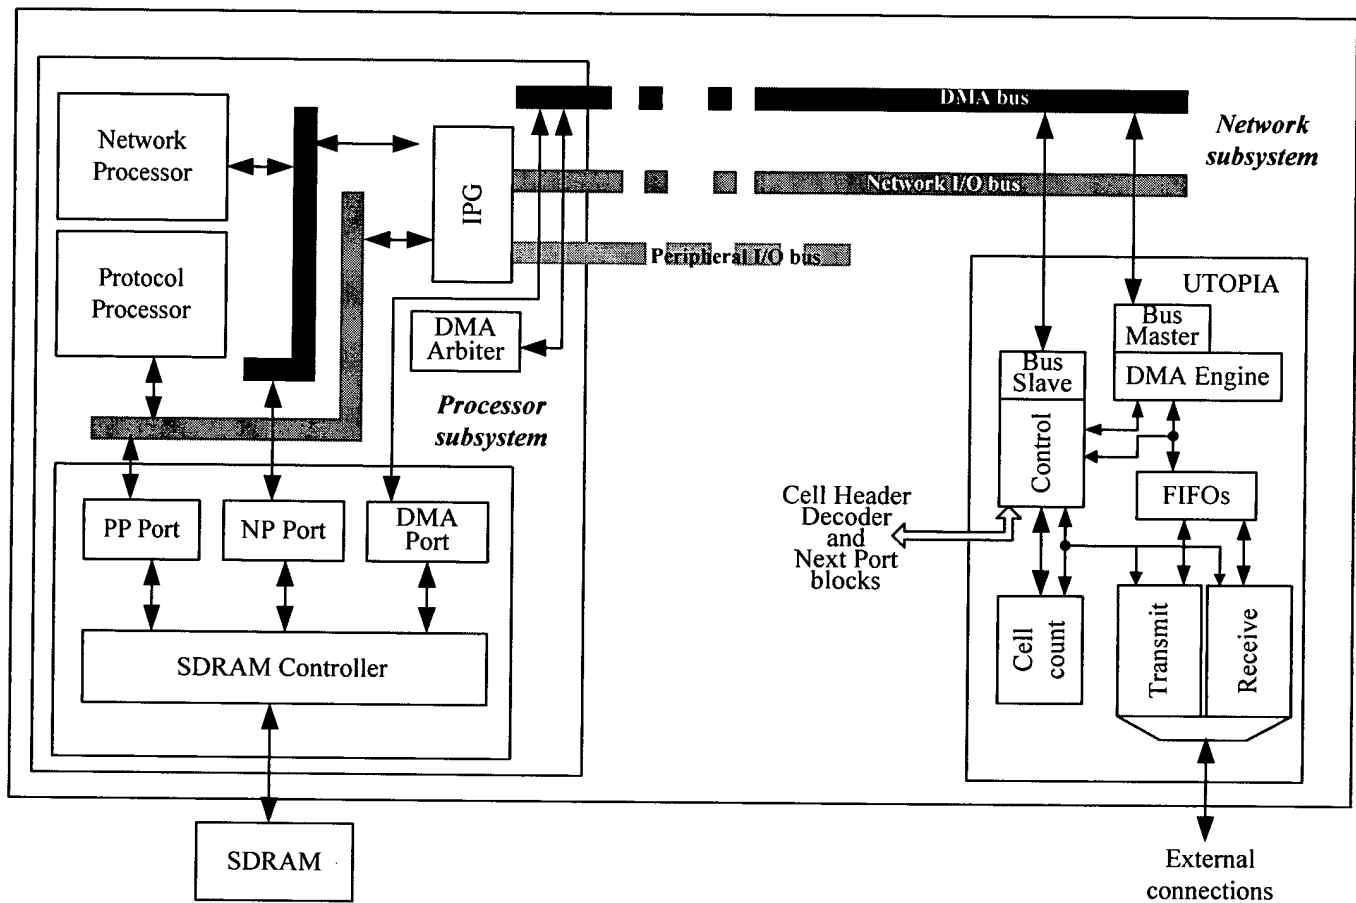 DMA bus
Network
subsystem
Network
Processor
IPG
Network I/O bus
Peripheral I/O bus
Protocol
Processor
DMA
Arbiter
Processor
subsystem
UTOPIA
Bus
Master
DMA Engine
Bus
Slave
Control
FIFOs
Cell Header
Decoder
and
Next Port
blocks
PP Port
NP Port
DMA
Port
SDRAM Controller
Cell
count
Transmit
Receive
SDRAM
External
connections